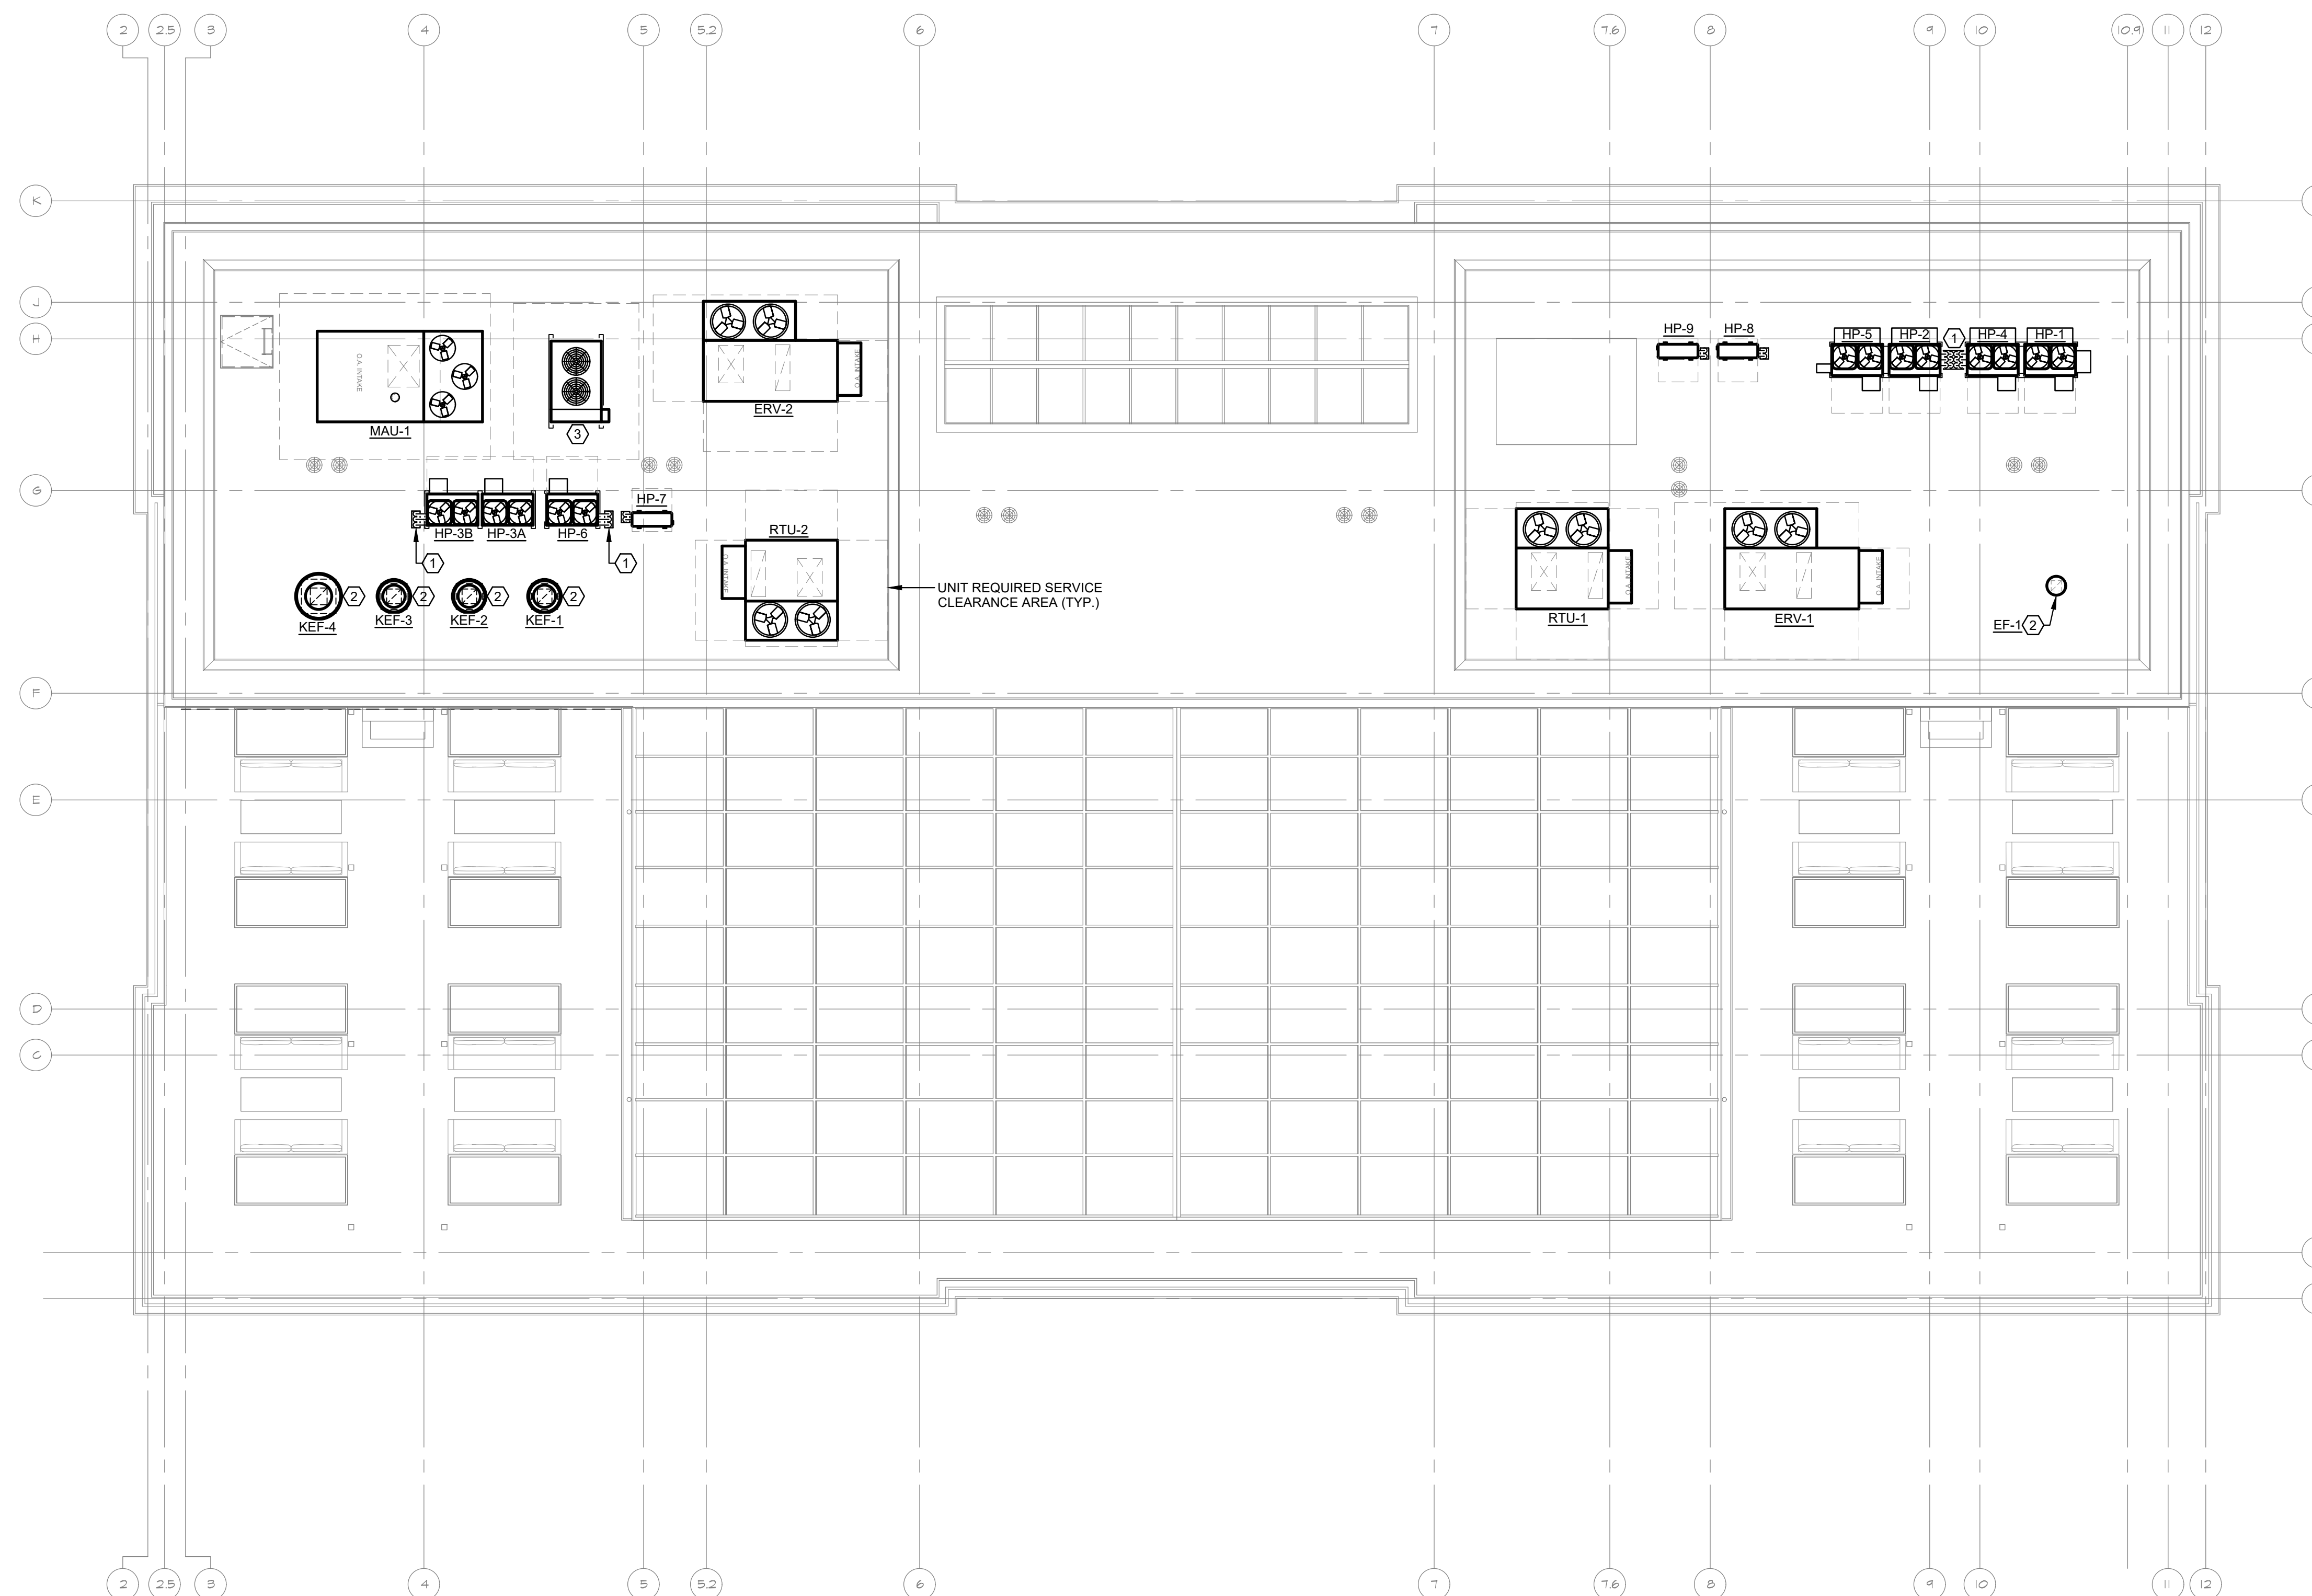 2 2.5 3 4 5 5.2 6 7 7.6 8 9 10 10.9 11 12
K
J
H
HP-9 HP-8 HP-5 HP-2 1 HP-4 HP-1
O.A. INTAKE
O.A. INTAKE
ERV-2
MAU-1
3
G
HP-7
HP-3B HP-3A HP-6
RTU-2
1
1
O.A. INTAKE
O.A. INTAKE
O.A. INTAKE
UNIT REQUIRED SERVICE
CLEARANCE AREA (TYP.)
2 2 2 2
KEF-4 KEF-3 KEF-2 KEF-1
RTU-1 ERV-1
EF-1 2
F
E
D
C
2 2.5 3 4 5 5.2 6 7 7.6 8 9 10 11 12